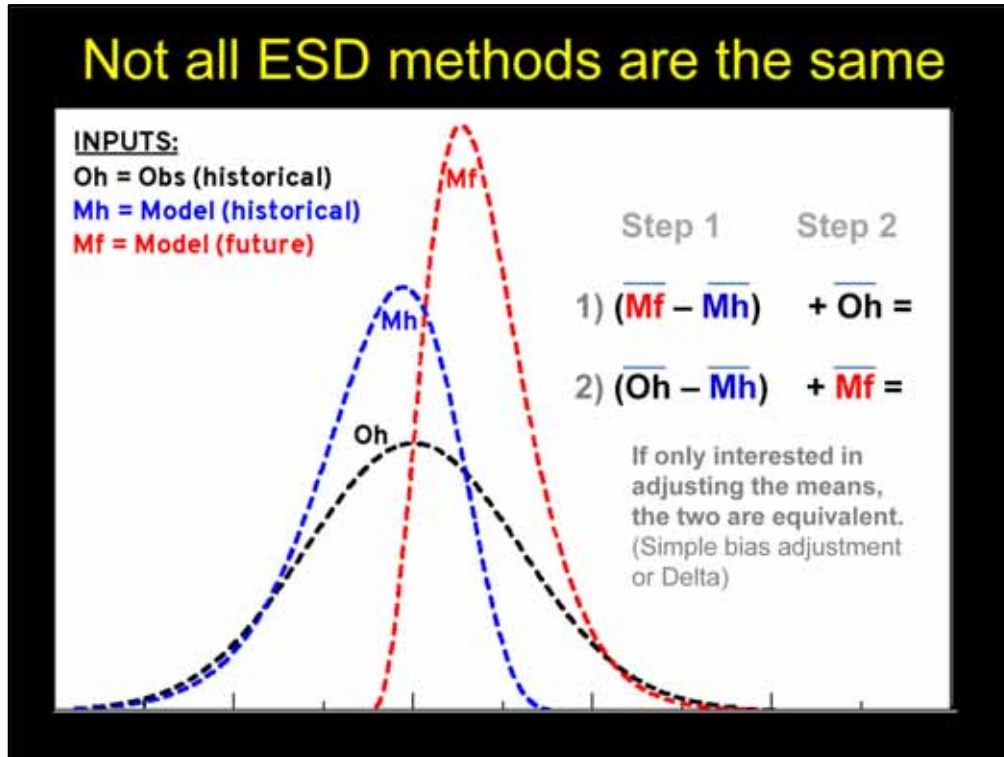 Not all ESD methods are the same
INPUTS:
Oh = Obs (historical)
Mh = Model (historical)
Mf = Model (future)
Mf
Mh
Oh
Step 1 Step 2
1) (Mf – Mh) + Oh =
2) (Oh – Mh) + Mf =
If only interested in
adjusting the means,
the two are equivalent.
(Simple bias adjustment
or Delta)